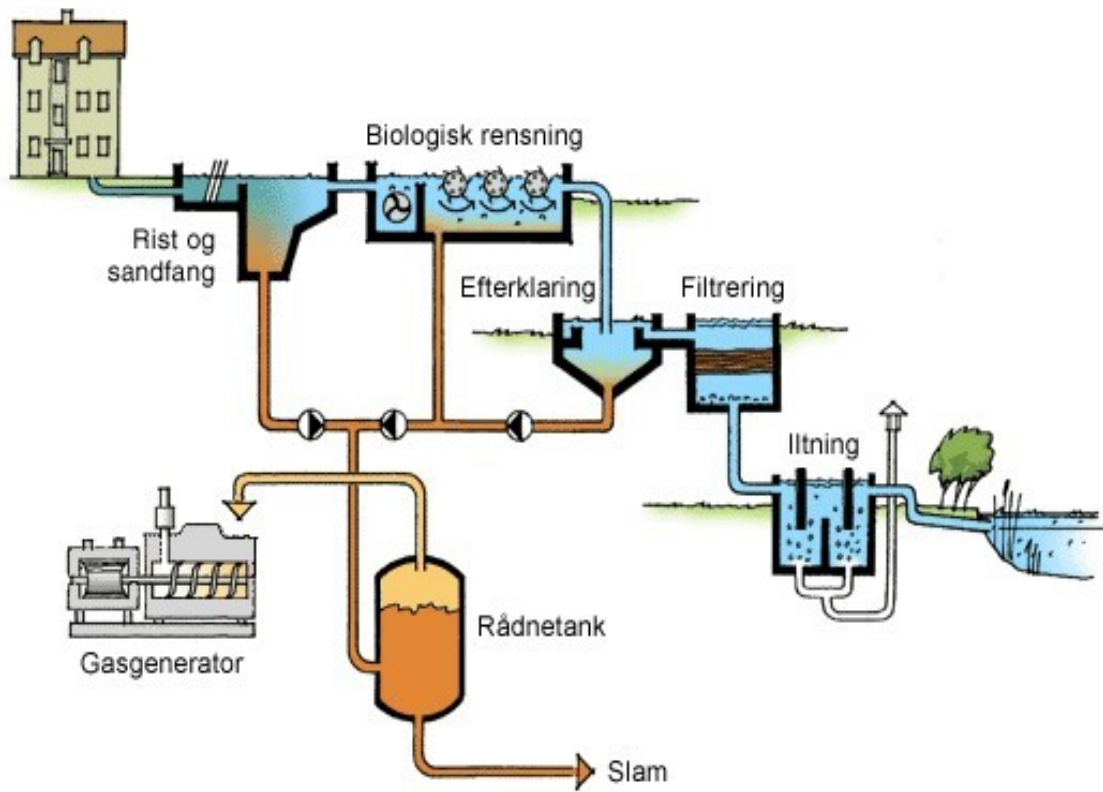 Biologisk rensning
Rist og
sandfang
Efterklaring
Filtrering
Iltning
Rådnetank
Gasgenerator
Slam